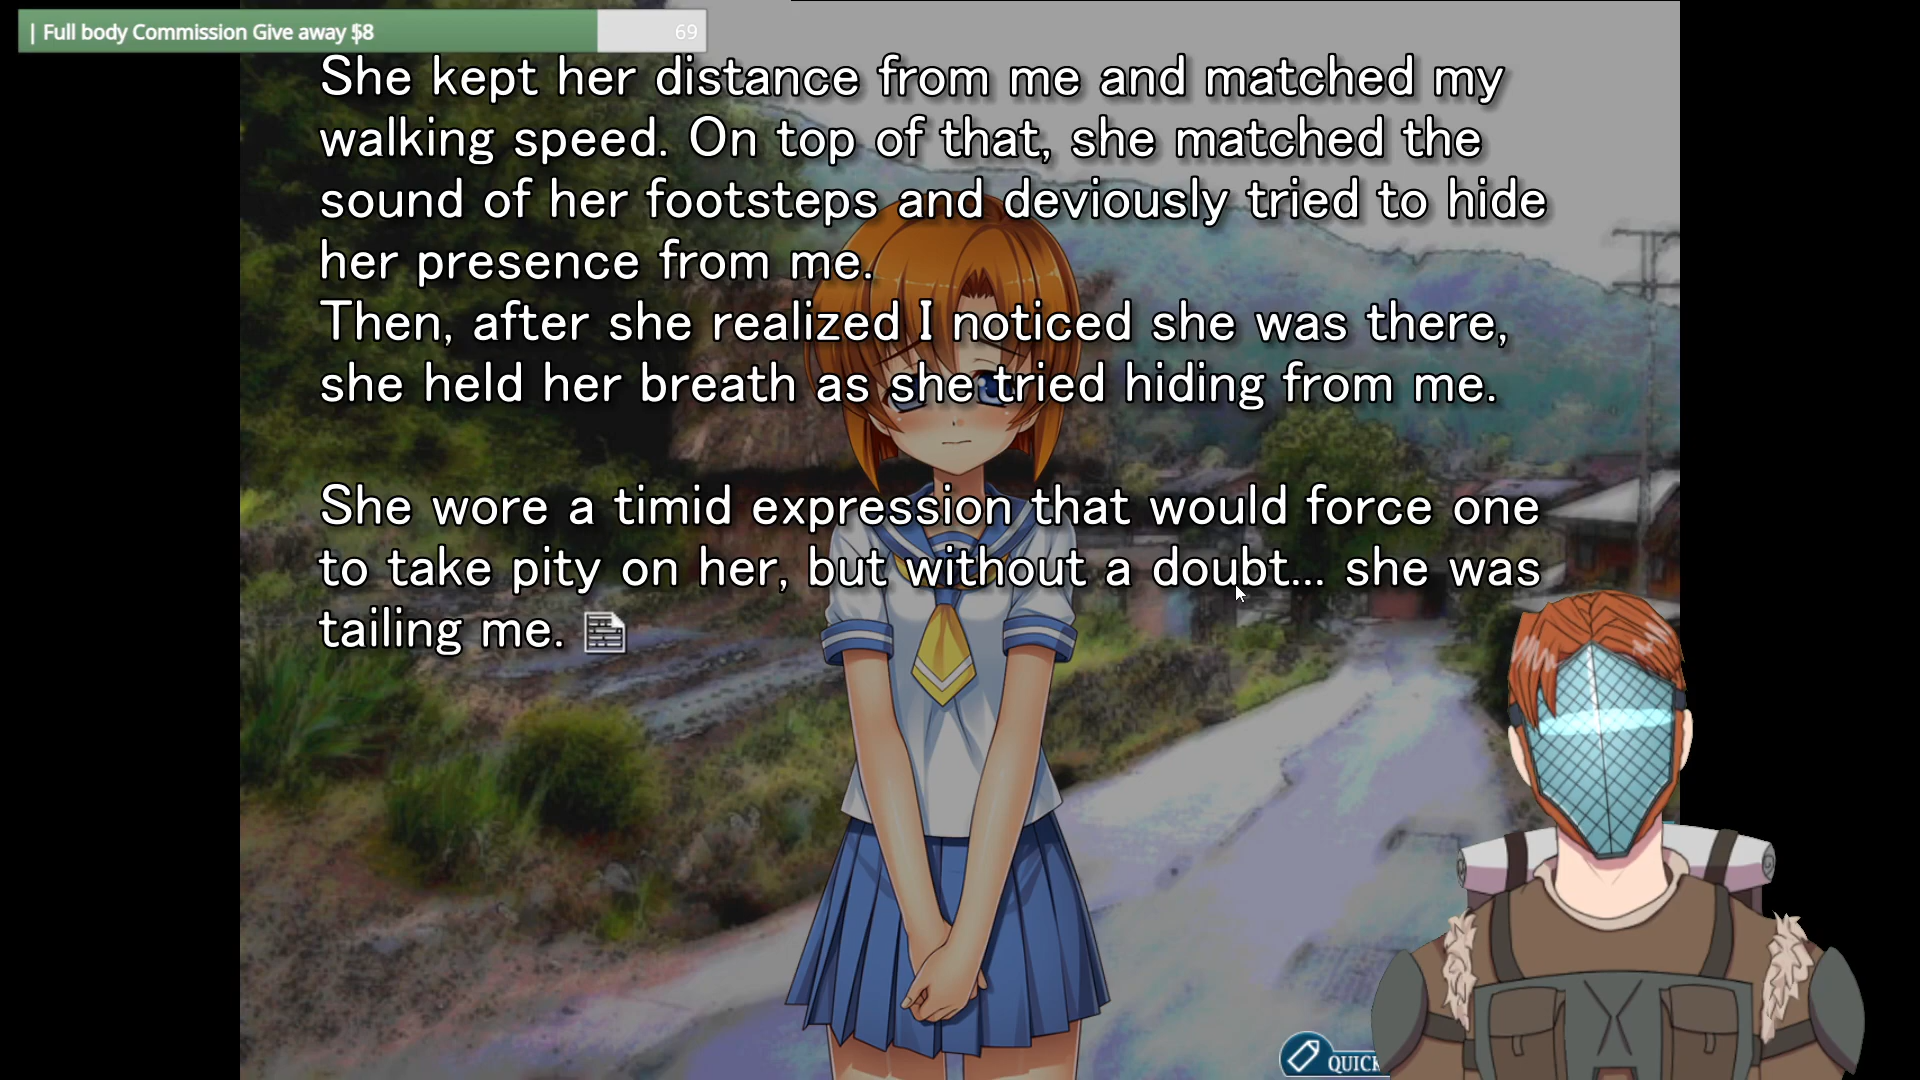 | Full body Commission Give away $8
69
She kept her distance from me and matched my
walking speed. On top of that, she matched the
sound of her footsteps and deviously tried to hide
her presence from me.
Then, after she realized I noticed she was there,
she held her breath as she tried hiding from me.
She wore a timid expression that would force one
to take pity on her, but without a doubt... she was
tailing me.
QUICK